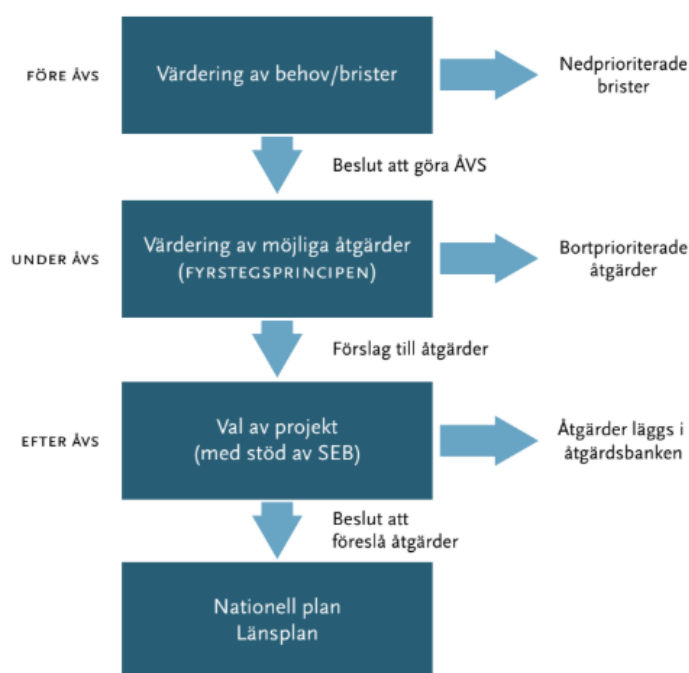 FÖRE ÅVS
Värdering av behov/brister
Nedprioriterade
brister
Beslut att göra ÅVS
UNDER ÅVS
Värdering av möjliga åtgärder
(FYRSTEGSPRINCIPEN)
Bortprioriterade
åtgärder
Förslag till åtgärder
EFTER ÅVS
Val av projekt
(med stöd av SEB)
Åtgärder läggs i
åtgärdsbanken
Beslut att
föreslå åtgärder
Nationell plan
Länsplan